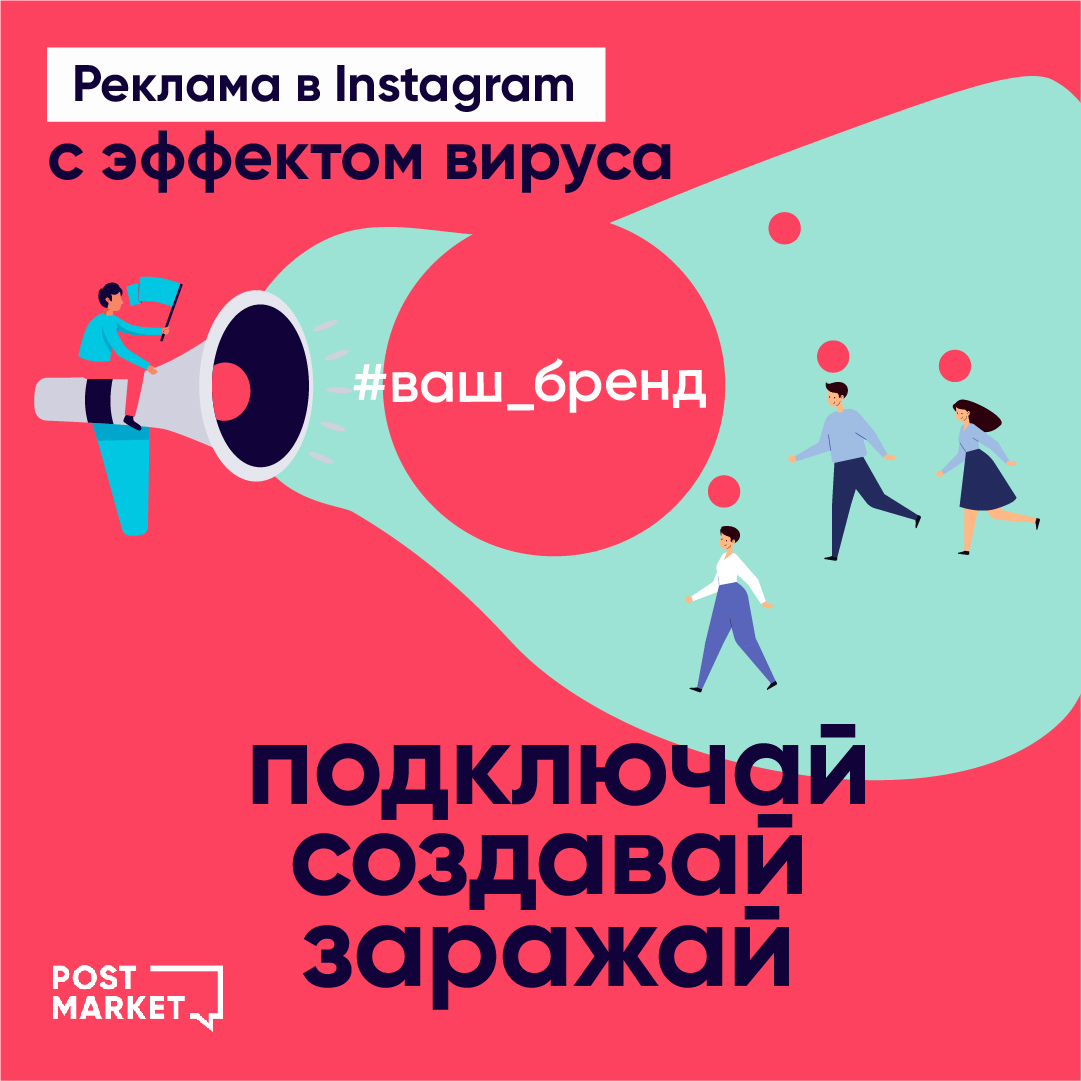 Реклама в Instagram
с эффектом вируса
#ваш_бренд
подключай
создавай
заражай
POST
MARKET